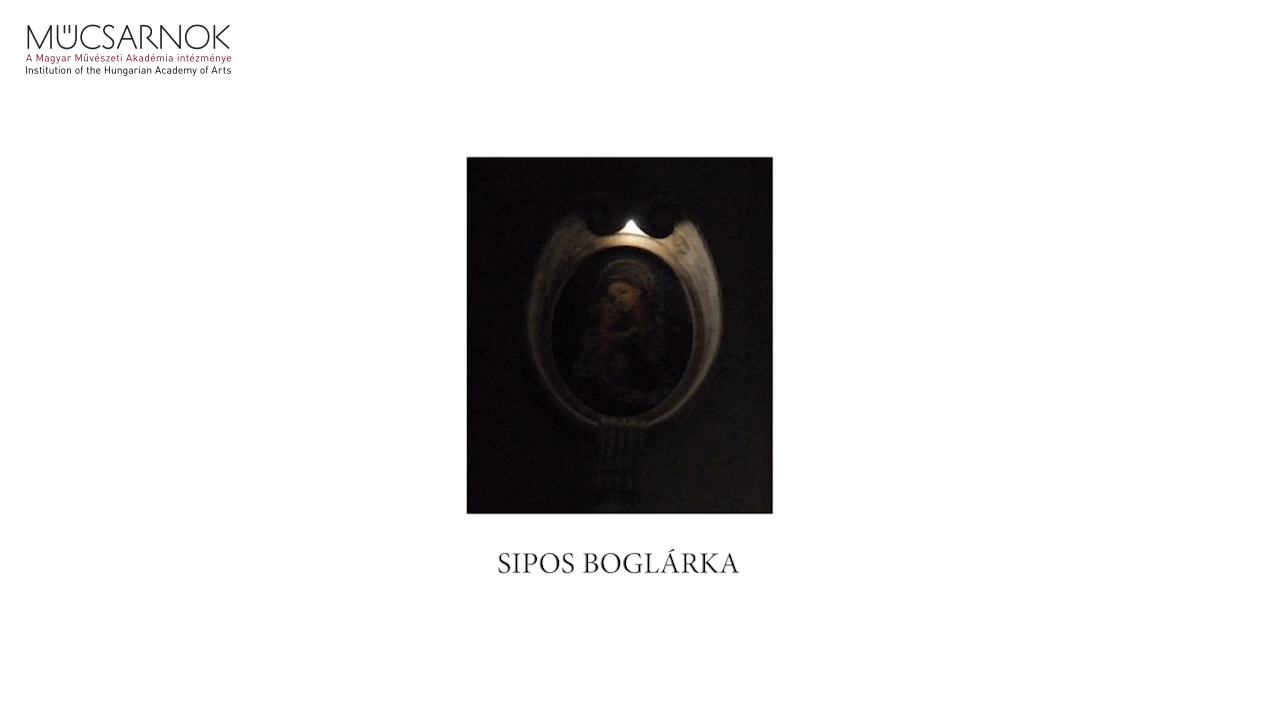 MŰCSARNOK
A Magyar Művészeti Akadémia intézménye
Institution of the Hungarian Academy of Arts
SIPOS BOGLÁRKA